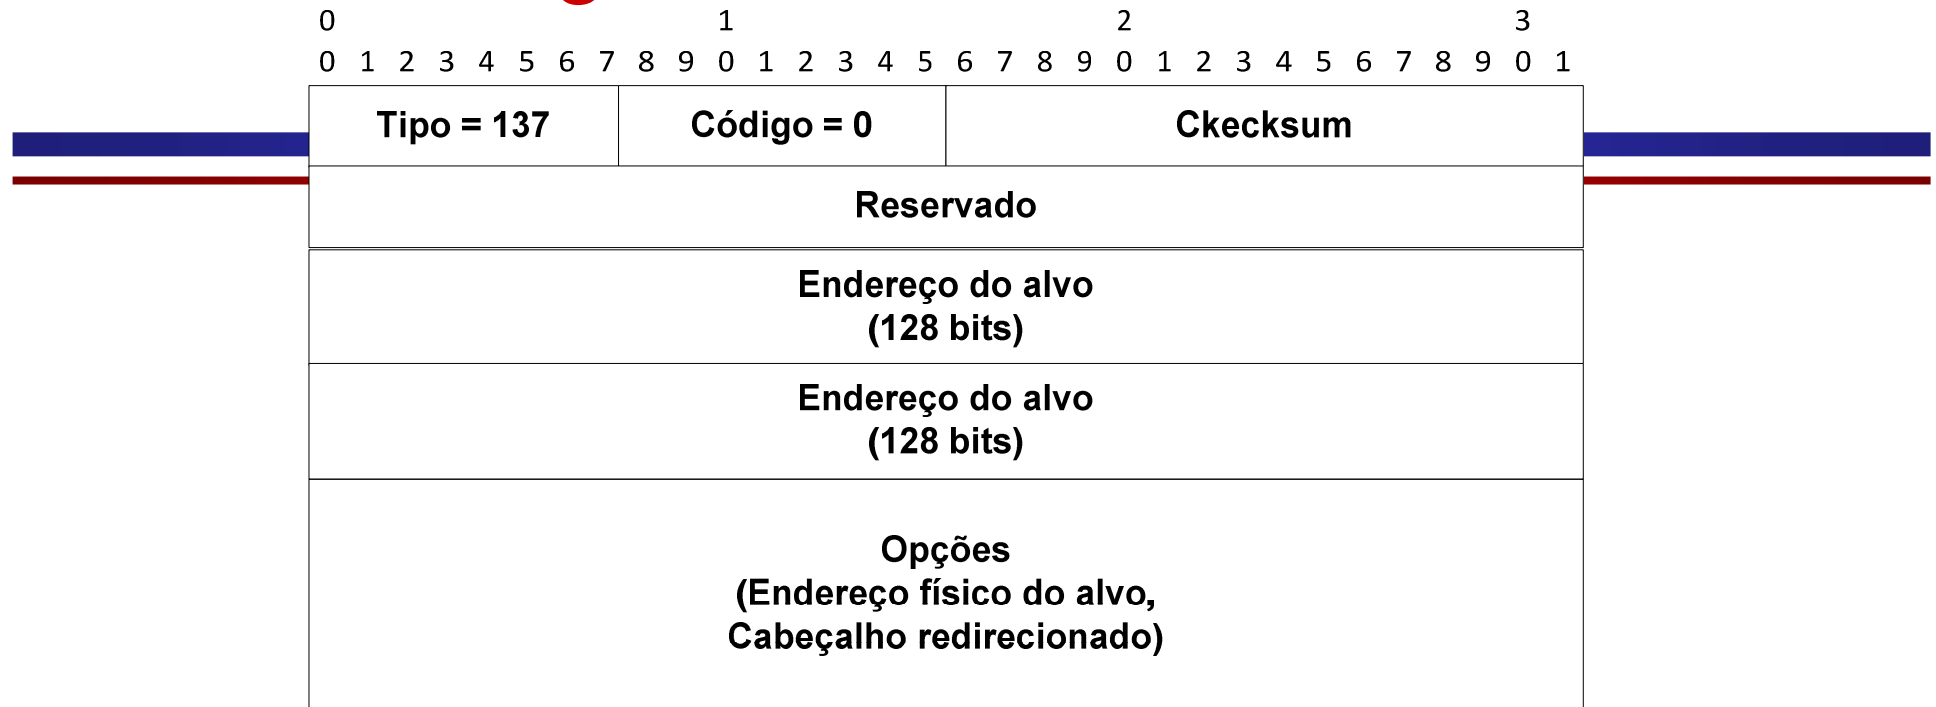 0 1 2 3
0 1 2 3 4 5 6 7 8 9 0 1 2 3 4 5 6 7 8 9 0 1 2 3 4 5 6 7 8 9 0 1
Tipo = 137 Código = 0 Ckecksum
Reservado
Endereço do alvo
(128 bits)
Endereço do alvo
(128 bits)
Opções
(Endereço físico do alvo,
Cabeçalho redirecionado)